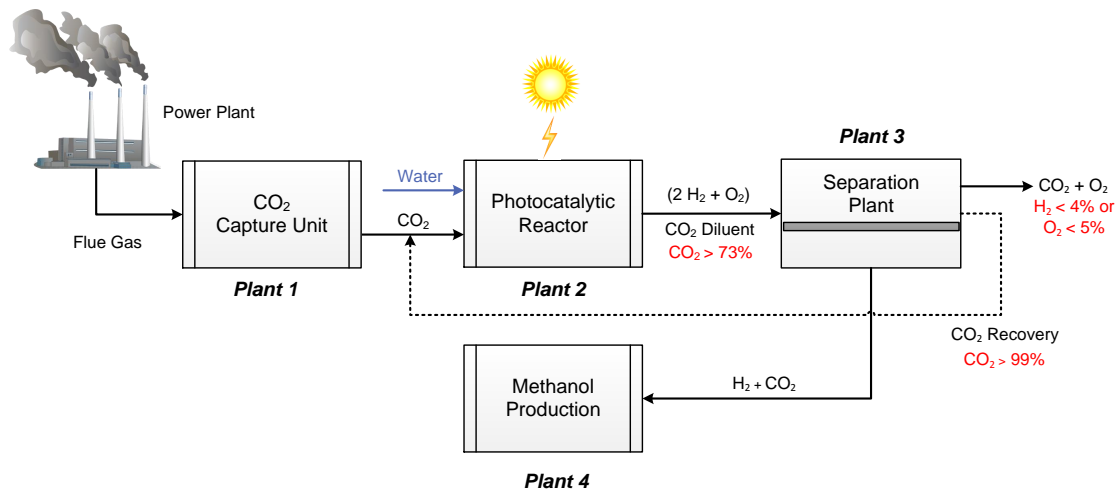 Power Plant
Flue Gas
CO₂
Capture Unit
Plant 1
Water
CO₂
Photocatalytic
Reactor
Plant 2
(2 H₂ + O₂)
CO₂ Diluent
CO₂ > 73%
Plant 3
Separation
Plant
CO₂ + O₂
H₂ < 4% or
O₂ < 5%
CO₂ Recovery
CO₂ > 99%
H₂ + CO₂
Methanol
Production
Plant 4